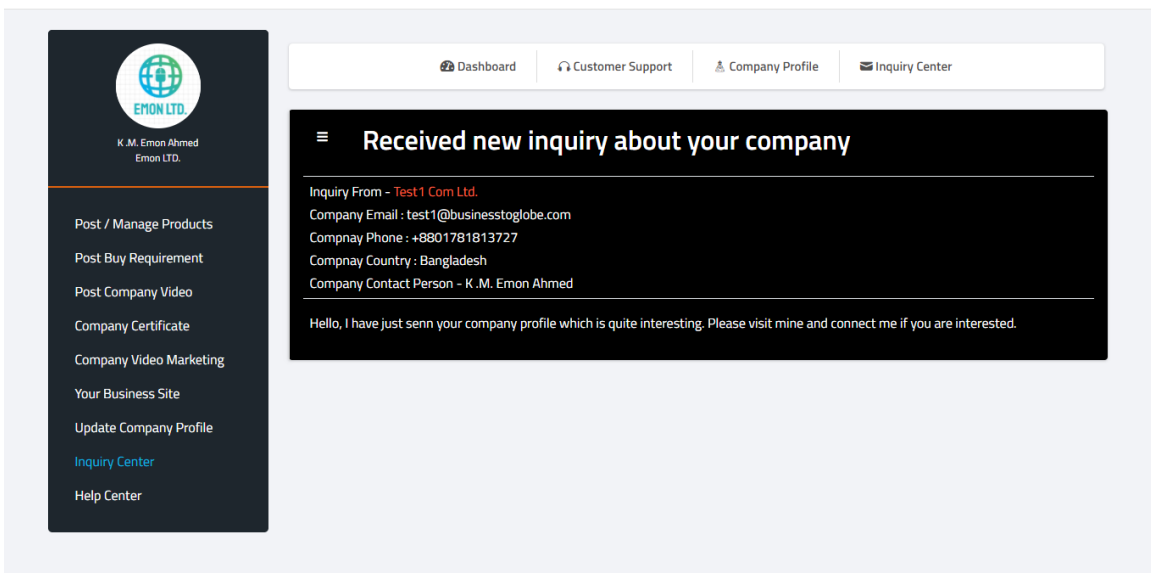 EMON LTD.
K .M. Emon Ahmed
Emon LTD.
Post / Manage Products
Post Buy Requirement
Post Company Video
Company Certificate
Company Video Marketing
Your Business Site
Update Company Profile
Inquiry Center
Help Center
Dashboard
Customer Support
Company Profile
Inquiry Center
Received new inquiry about your company
Inquiry From - Test1 Com Ltd.
Company Email : test1@businesstoglobe.com
Compnay Phone : +8801781813727
Compnay Country : Bangladesh
Company Contact Person - K .M. Emon Ahmed
Hello, I have just senn your company profile which is quite interesting. Please visit mine and connect me if you are interested.